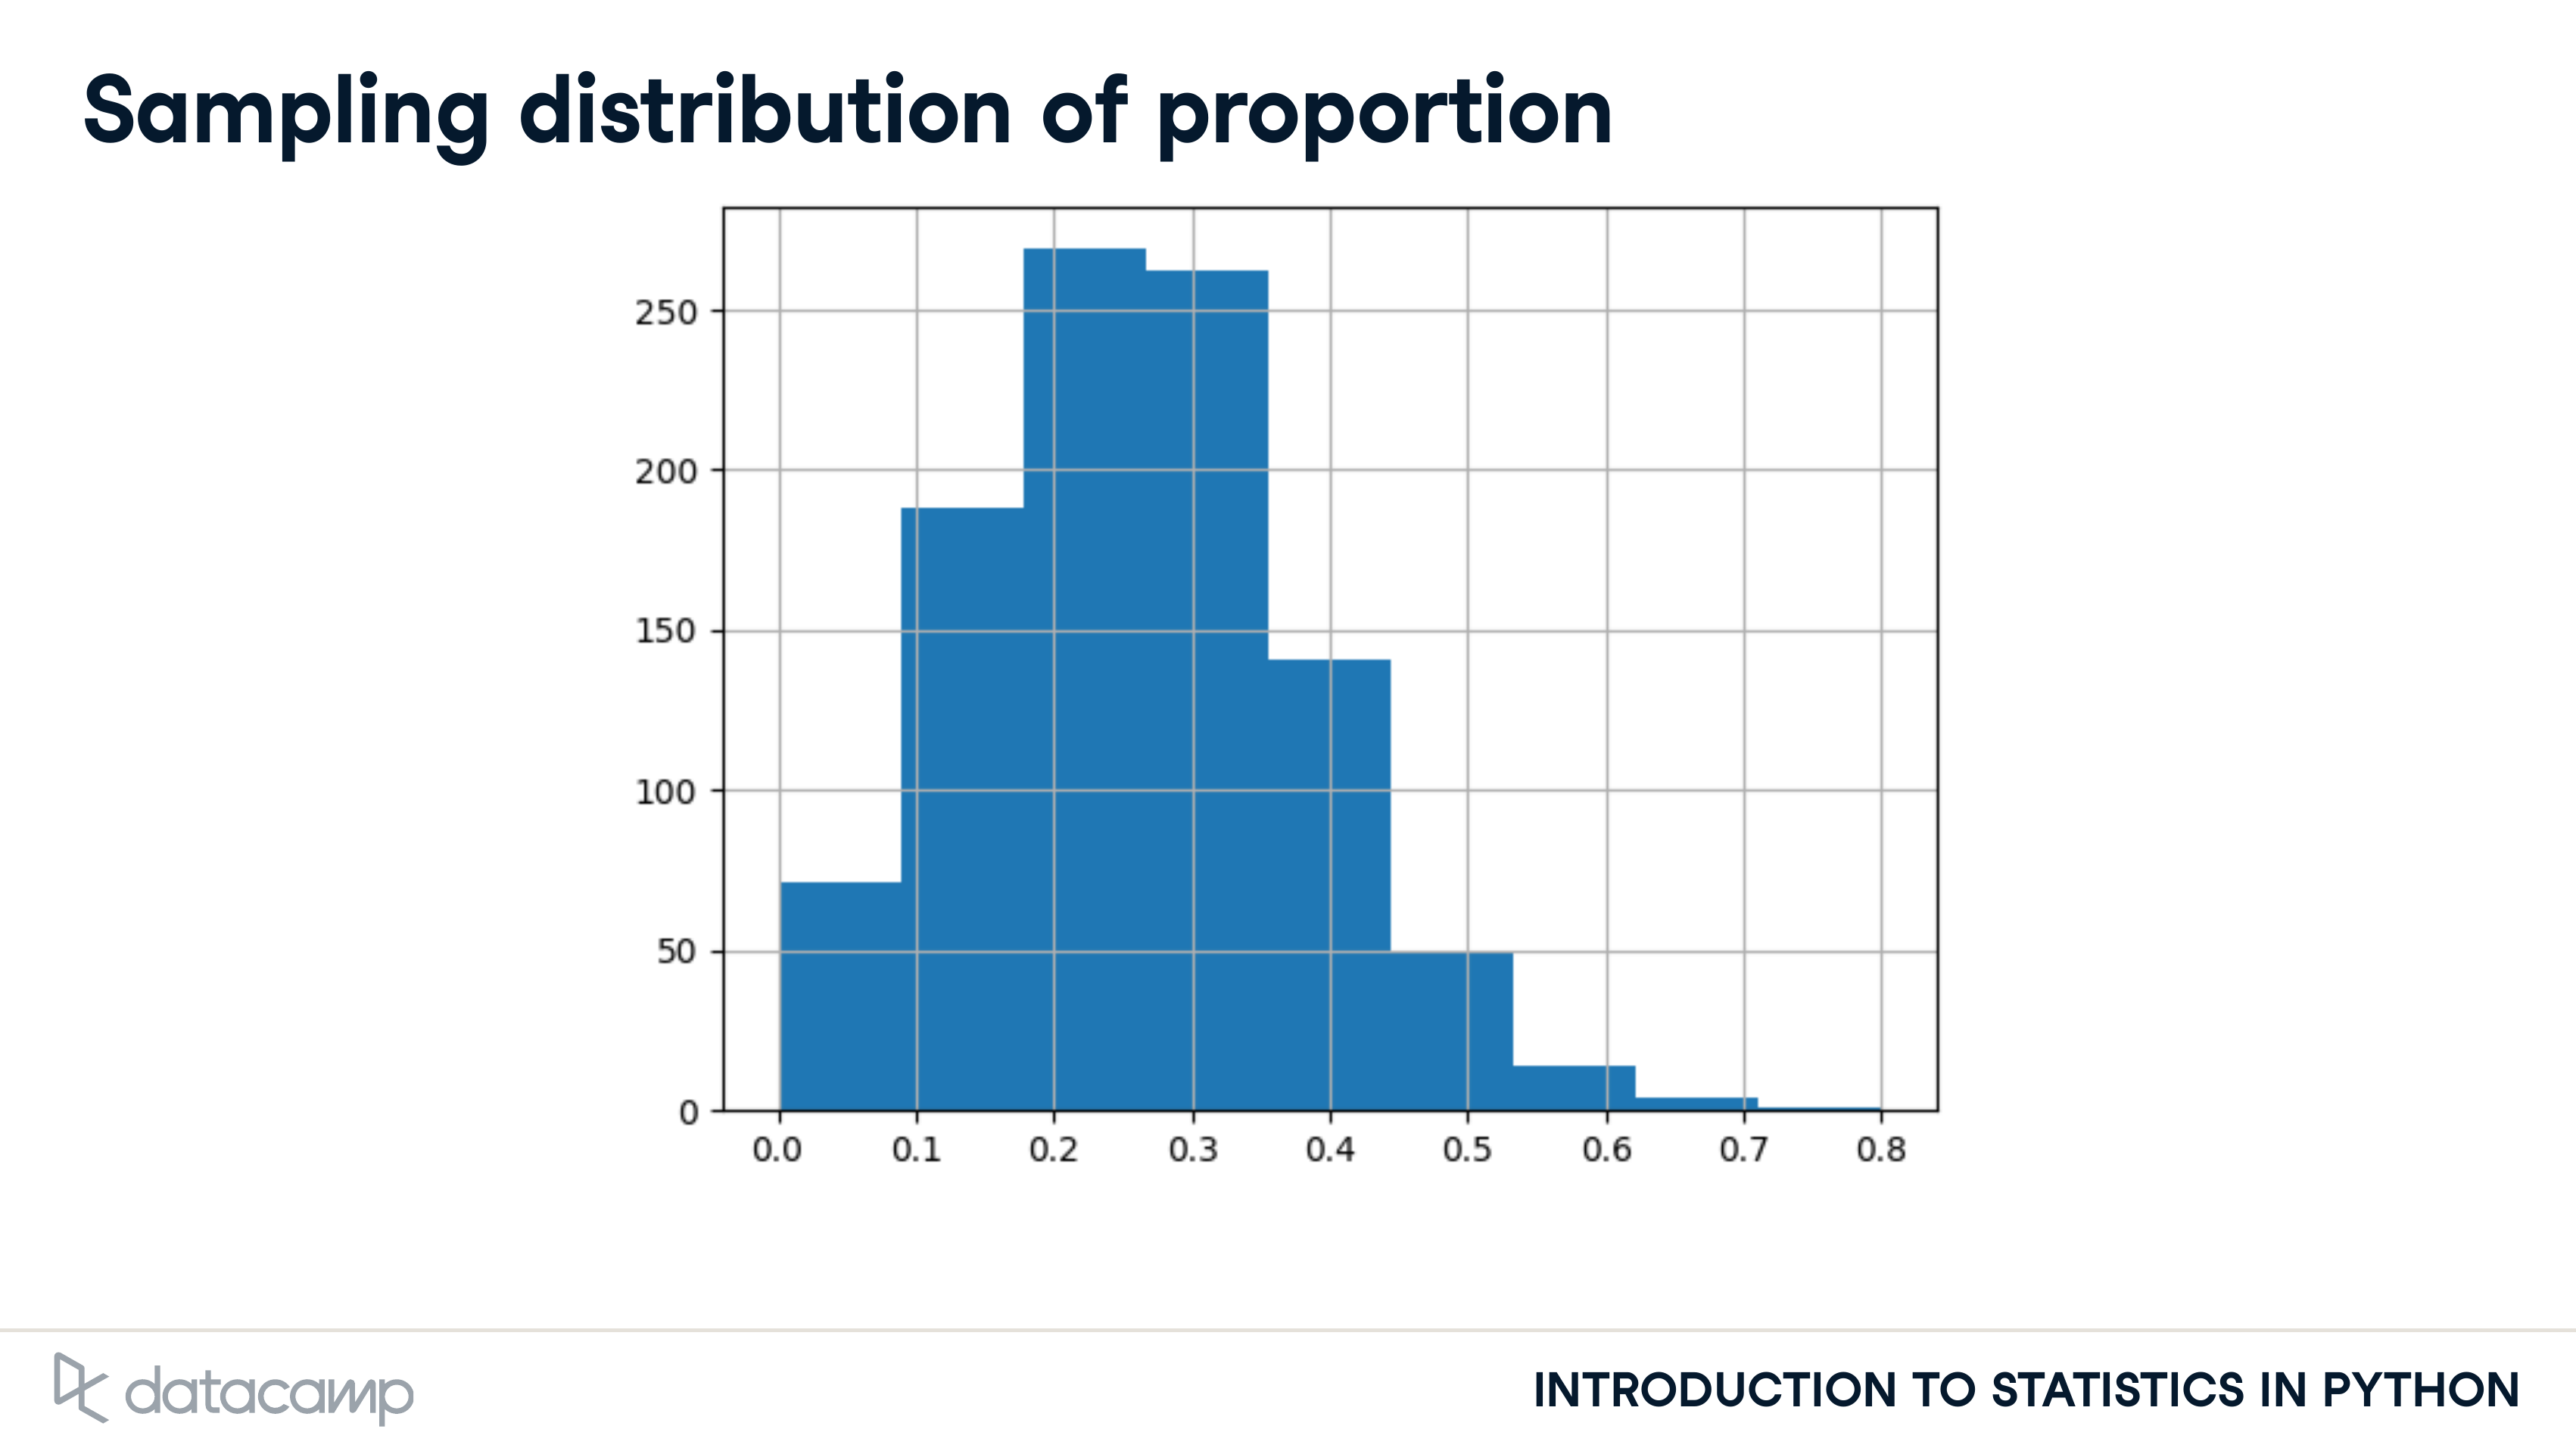 Sampling distribution of proportion
250
200
150
100
50
0
0.0 0.1 0.2 0.3 0.4 0.5 0.6 0.7 0.8
datacamp
INTRODUCTION TO STATISTICS IN PYTHON